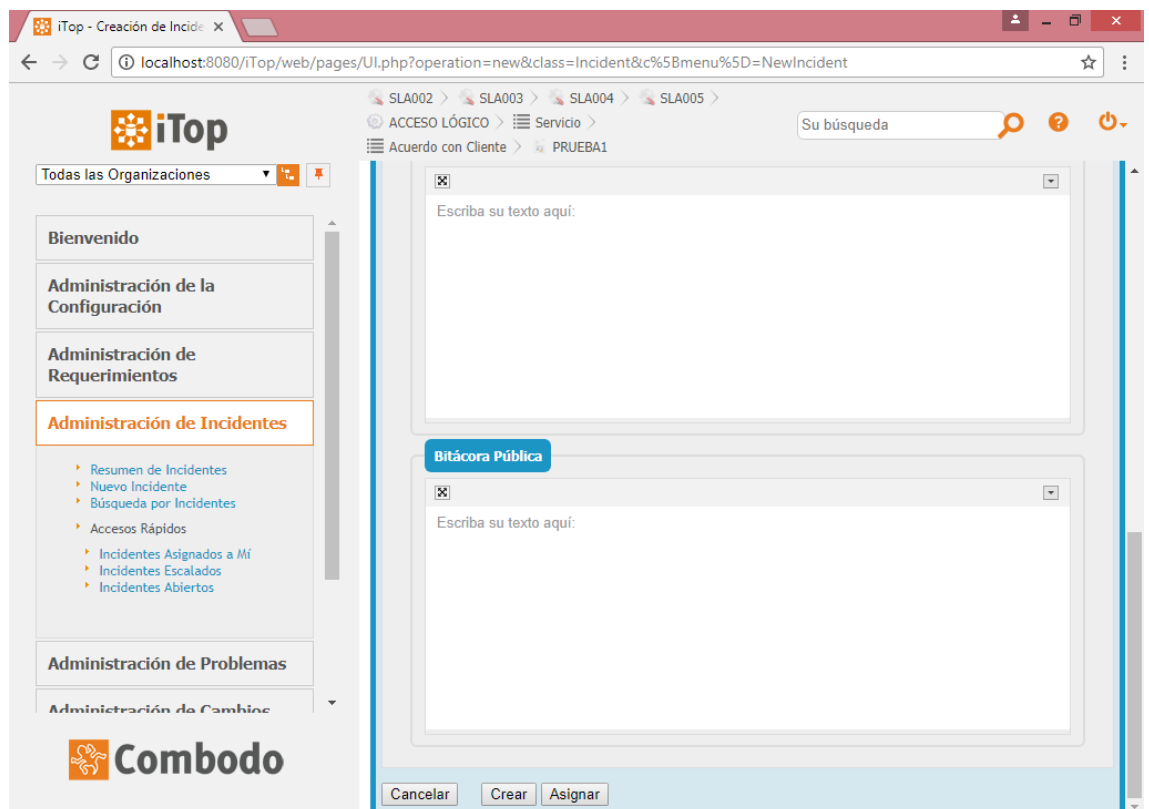 iTop - Creación de Incide
localhost:8080/iTop/web/pages/UI.php?operation=new&class=Incident&c%5Bmenu%5D=NewIncident
iTop
Todas las Organizaciones
Bienvenido
Administración de la
Configuración
Administración de
Requerimientos
Administración de Incidentes
Resumen de Incidentes
Nuevo Incidente
Búsqueda por Incidentes
Accesos Rápidos
Incidentes Asignados a Mí
Incidentes Escalados
Incidentes Abiertos
Administración de Problemas
Administración de Cambios
Combodo
SLA002 > SLA003 > SLA004 > SLA005 >
ACCESO LÓGICO > Servicio >
Acuerdo con Cliente > PRUEBA1
Su búsqueda
Escriba su texto aquí:
Bitácora Pública
Escriba su texto aquí:
Cancelar Crear Asignar